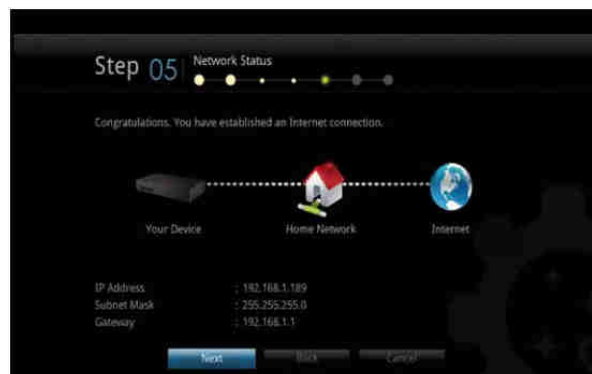 Step 05 Network Status
Congratulations. You have established an Internet connection.
Your Device Home Network Internet
IP Address : 192.168.1.189
Subnet Mask : 255.255.255.0
Gateway : 192.168.1.1
Next Back Cancel